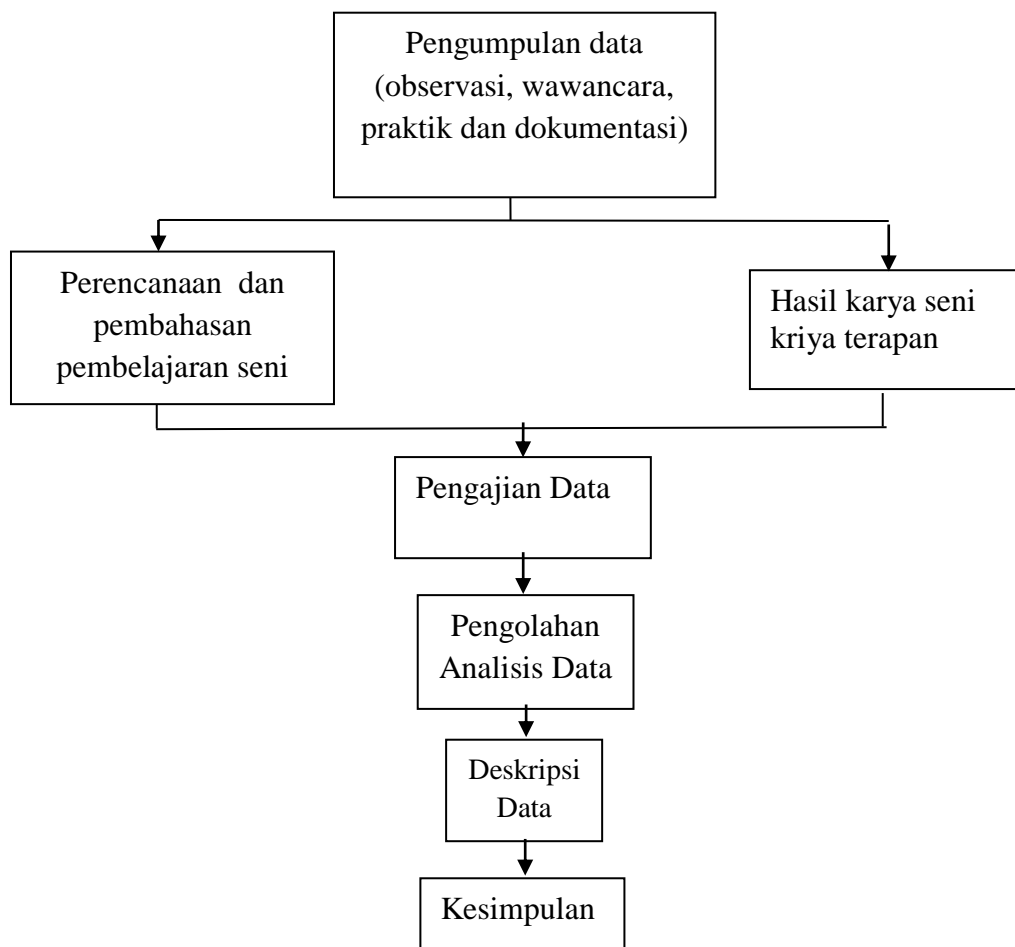 Pengumpulan data
(observasi, wawancara,
praktik dan dokumentasi)
Perencanaan dan
pembahasan
pembelajaran seni
Hasil karya seni
kriya terapan
Pengajian Data
Pengolahan
Analisis Data
Deskripsi
Data
Kesimpulan